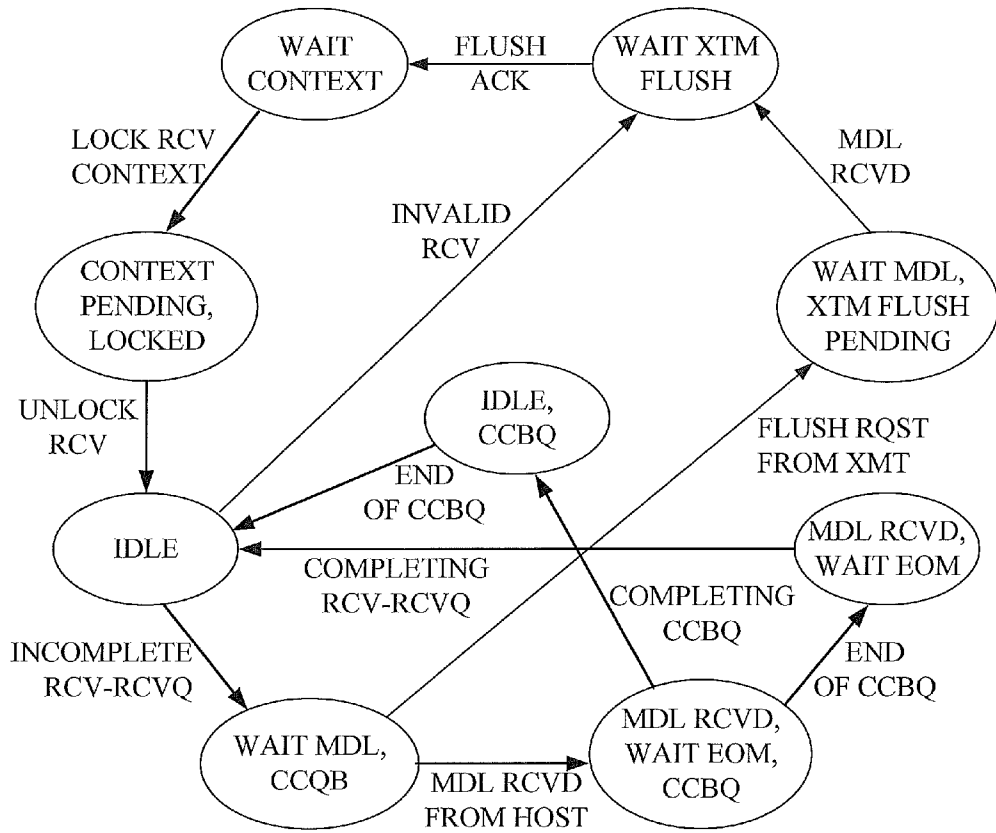 WAIT
CONTEXT
FLUSH
ACK
WAIT XTM
FLUSH
LOCK RCV
CONTEXT
MDL
RCVD
INVALID
RCV
CONTEXT
PENDING,
LOCKED
WAIT MDL,
XTM FLUSH
PENDING
UNLOCK
RCV
IDLE,
CCBQ
FLUSH RQST
FROM XMT
END
OF CCBQ
IDLE
MDL RCVD,
WAIT EOM
COMPLETING
RCV-RCVQ
COMPLETING
CCBQ
INCOMPLETE
RCV-RCVQ
END
OF CCBQ
WAIT MDL,
CCQB
MDL RCVD
FROM HOST
MDL RCVD,
WAIT EOM,
CCBQ